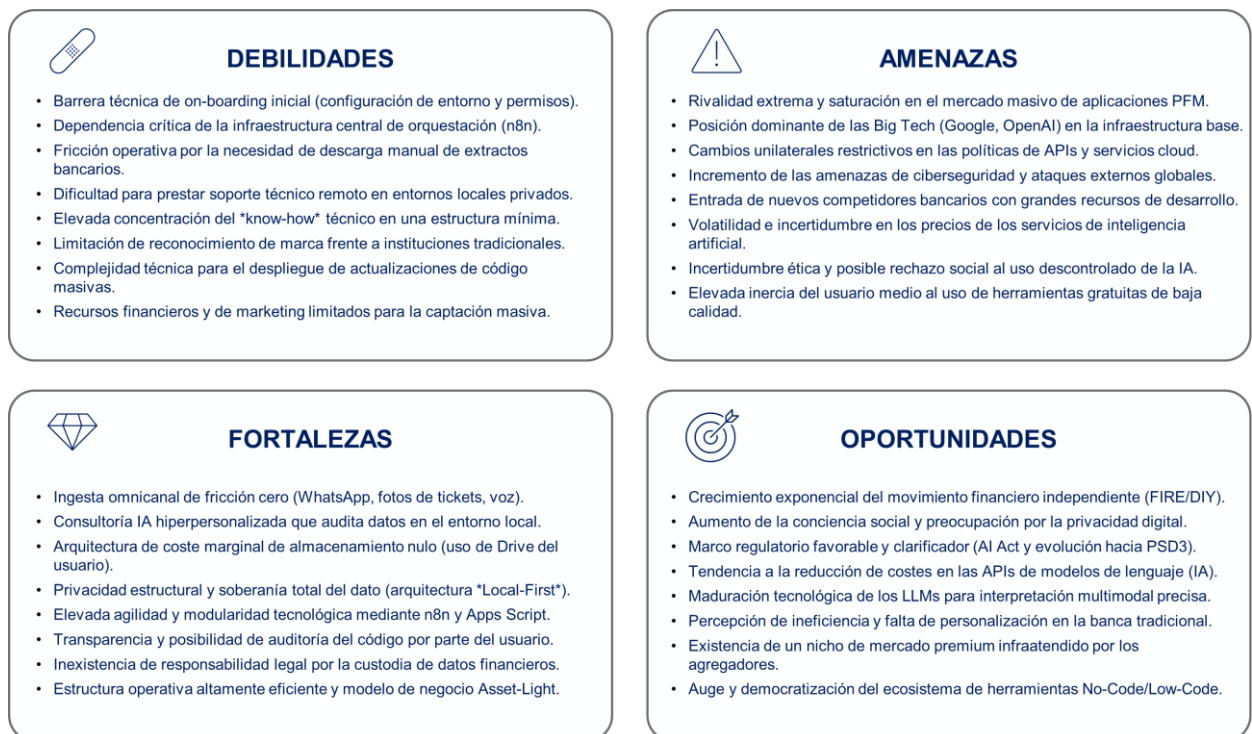 DEBILIDADES
• Barrera técnica de on-boarding inicial (configuración de entorno y permisos).
• Dependencia crítica de la infraestructura central de orquestación (n8n).
• Fricción operativa por la necesidad de descarga manual de extractos
bancarios.
• Dificultad para prestar soporte técnico remoto en entornos locales privados.
• Elevada concentración del *know-how* técnico en una estructura mínima.
• Limitación de reconocimiento de marca frente a instituciones tradicionales.
• Complejidad técnica para el despliegue de actualizaciones de código
masivas.
• Recursos financieros y de marketing limitados para la captación masiva.
AMENAZAS
• Rivalidad extrema y saturación en el mercado masivo de aplicaciones PFM.
• Posición dominante de las Big Tech (Google, OpenAI) en la infraestructura base.
• Cambios unilaterales restrictivos en las políticas de APIs y servicios cloud.
• Incremento de las amenazas de ciberseguridad y ataques externos globales.
• Entrada de nuevos competidores bancarios con grandes recursos de desarrollo.
• Volatilidad e incertidumbre en los precios de los servicios de inteligencia
artificial.
• Incertidumbre ética y posible rechazo social al uso descontrolado de la IA.
• Elevada inercia del usuario medio al uso de herramientas gratuitas de baja
calidad.
FORTALEZAS
• Ingesta omnicanal de fricción cero (WhatsApp, fotos de tickets, voz).
• Consultoría IA hiperpersonalizada que audita datos en el entorno local.
• Arquitectura de coste marginal de almacenamiento nulo (uso de Drive del
usuario).
• Privacidad estructural y soberanía total del dato (arquitectura *Local-First*).
• Elevada agilidad y modularidad tecnológica mediante n8n y Apps Script.
• Transparencia y posibilidad de auditoría del código por parte del usuario.
• Inexistencia de responsabilidad legal por la custodia de datos financieros.
• Estructura operativa altamente eficiente y modelo de negocio Asset-Light.
OPORTUNIDADES
• Crecimiento exponencial del movimiento financiero independiente (FIRE/DIY).
• Aumento de la conciencia social y preocupación por la privacidad digital.
• Marco regulatorio favorable y clarificador (AI Act y evolución hacia PSD3).
• Tendencia a la reducción de costes en las APIs de modelos de lenguaje (IA).
• Maduración tecnológica de los LLMs para interpretación multimodal precisa.
• Percepción de ineficiencia y falta de personalización en la banca tradicional.
• Existencia de un nicho de mercado premium infraatendido por los
agregadores.
• Auge y democratización del ecosistema de herramientas No-Code/Low-Code.